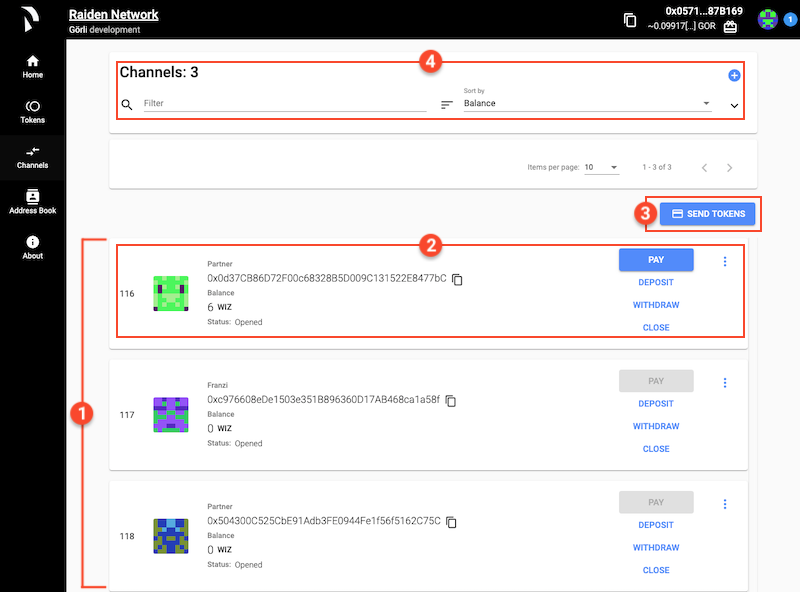 Raiden Network
Görli development
0x0571...87B169
~0.09917[...] GOR
1
Home
Tokens
Channels
Address Book
About
4
Channels: 3
Filter
Sort by
Balance
Items per page: 10
1 - 3 of 3
3
SEND TOKENS
1
2
116
Partner
0x0d37CB86D72F00c68328B5D009C131522E8477bC
Balance
6 WIZ
Status: Opened
PAY
DEPOSIT
WITHDRAW
CLOSE
117
Franzi
0xc976608eDe1503e351B896360D17AB468ca1a58f
Balance
0 WIZ
Status: Opened
PAY
DEPOSIT
WITHDRAW
CLOSE
118
Partner
0x504300C525CbE91Adb3FE0944Fe1f56f5162C75C
Balance
0 WIZ
Status: Opened
PAY
DEPOSIT
WITHDRAW
CLOSE